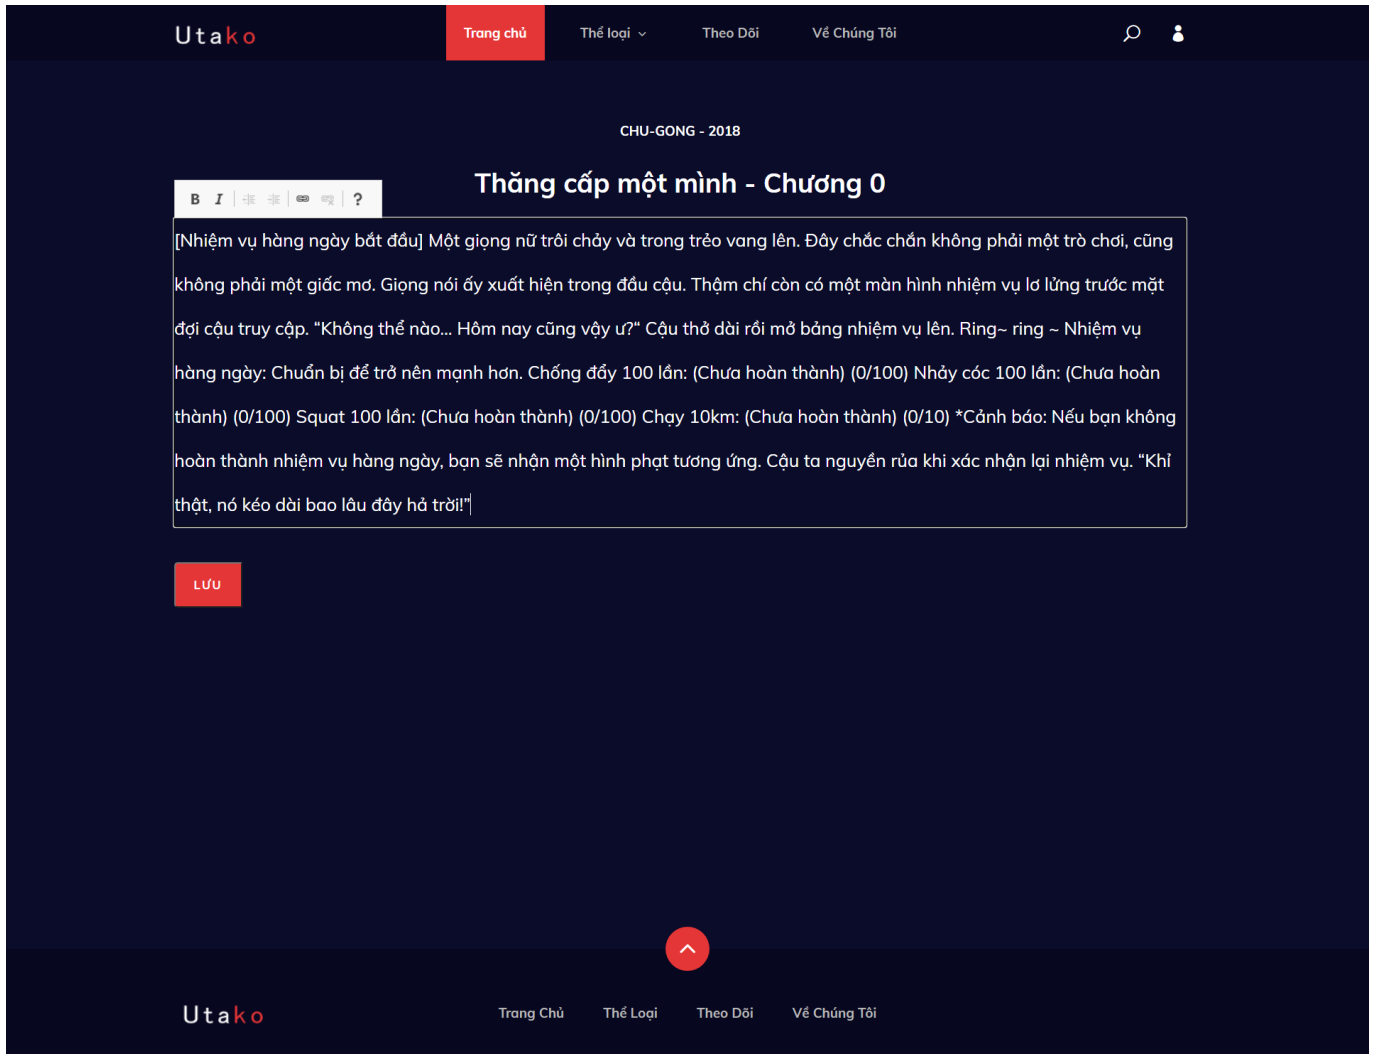 Utako
Trang chủ
Thể loại
Theo Dõi
Về Chúng Tôi
CHU-GONG - 2018
Thăng cấp một mình - Chương 0
B I ?
[Nhiệm vụ hàng ngày bắt đầu] Một giọng nữ trôi chảy và trong trẻo vang lên. Đây chắc chắn không phải một trò chơi, cũng
không phải một giấc mơ. Giọng nói ấy xuất hiện trong đầu cậu. Thậm chí còn có một màn hình nhiệm vụ lơ lửng trước mặt
đợi cậu truy cập. “Không thể nào... Hôm nay cũng vậy ư?“ Cậu thở dài rồi mở bảng nhiệm vụ lên. Ring~ ring ~ Nhiệm vụ
hàng ngày: Chuẩn bị để trở nên mạnh hơn. Chống đẩy 100 lần: (Chưa hoàn thành) (0/100) Nhảy cóc 100 lần: (Chưa hoàn
thành) (0/100) Squat 100 lần: (Chưa hoàn thành) (0/100) Chạy 10km: (Chưa hoàn thành) (0/10) *Cảnh báo: Nếu bạn không
hoàn thành nhiệm vụ hàng ngày, bạn sẽ nhận một hình phạt tương ứng. Cậu ta nguyền rủa khi xác nhận lại nhiệm vụ. “Khỉ
thật, nó kéo dài bao lâu đây hả trời!”
LƯU
Utako
Trang Chủ
Thể Loại
Theo Dõi
Về Chúng Tôi